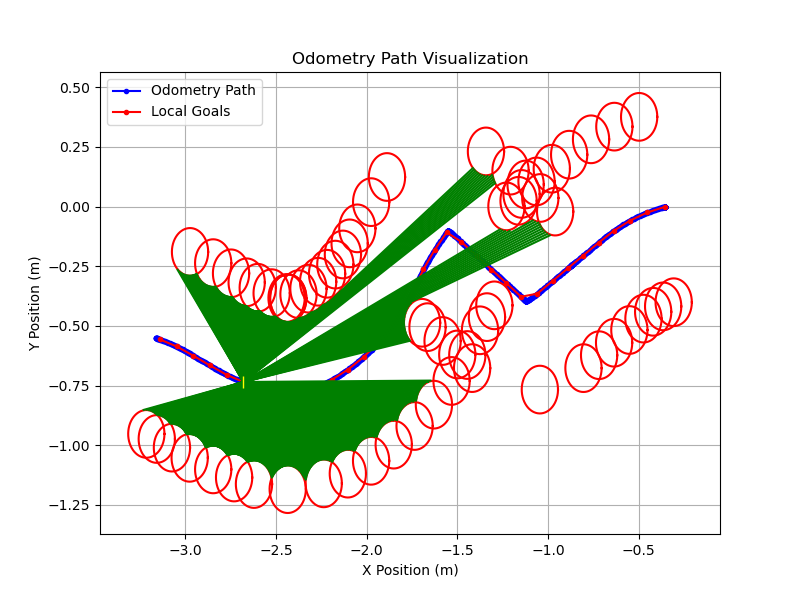 Odometry Path Visualization
Odometry Path
Local Goals
0.50
0.25
0.00
−0.25
−0.50
−0.75
−1.00
−1.25
Y Position (m)
−3.0 −2.5 −2.0 −1.5 −1.0 −0.5
X Position (m)